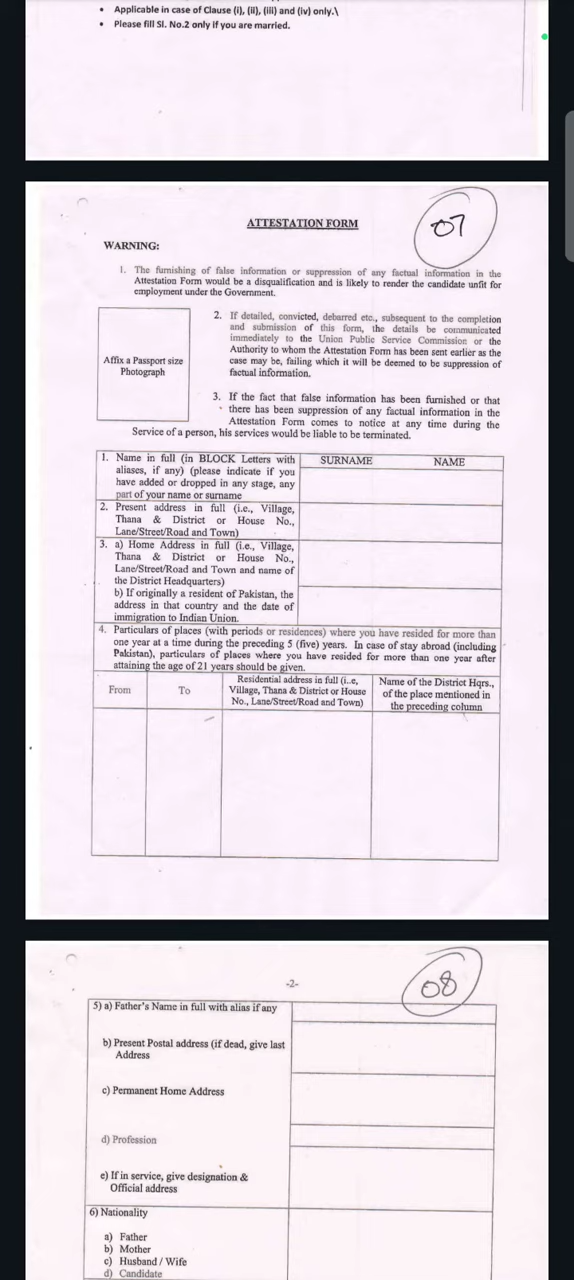 • Applicable in case of Clause (i), (ii), (iii) and (iv) only.\
• Please fill Sl. No.2 only if you are married.
07
ATTESTATION FORM
WARNING:
1. The furnishing of false information or suppression of any factual information in the
Attestation Form would be a disqualification and is likely to render the candidate unfit for
employment under the Government.
Affix a Passport size
Photograph
2. If detailed, convicted, debarred etc., subsequent to the completion
and submission of this form, the details be communicated
immediately to the Union Public Service Commission or the
Authority to whom the Attestation Form has been sent earlier as the
case may be, failing which it will be deemed to be suppression of
factual information.
3. If the fact that false information has been furnished or that
there has been suppression of any factual information in the
Attestation Form comes to notice at any time during the
Service of a person, his services would be liable to be terminated.
1. Name in full (in BLOCK Letters with
aliases, if any) (please indicate if you
have added or dropped in any stage, any
part of your name or surname
SURNAME NAME
2. Present address in full (i.e., Village,
Thana & District or House No.,
Lane/Street/Road and Town)
3. a) Home Address in full (i.e., Village,
Thana & District or House No.,
Lane/Street/Road and Town and name of
the District Headquarters)
b) If originally a resident of Pakistan, the
address in that country and the date of
immigration to Indian Union.
4. Particulars of places (with periods or residences) where you have resided for more than
one year at a time during the preceding 5 (five) years. In case of stay abroad (including
Pakistan), particulars of places where you have resided for more than one year after
attaining the age of 21 years should be given.
From
To
Residential address in full (i..e,
Village, Thana & District or House
No., Lane/Street/Road and Town)
Name of the District Hqrs.,
of the place mentioned in
the preceding column
-2-
08
5) a) Father's Name in full with alias if any
b) Present Postal address (if dead, give last
Address
c) Permanent Home Address
d) Profession
e) If in service, give designation &
Official address
6) Nationality
a) Father
b) Mother
c) Husband / Wife
d) Candidate